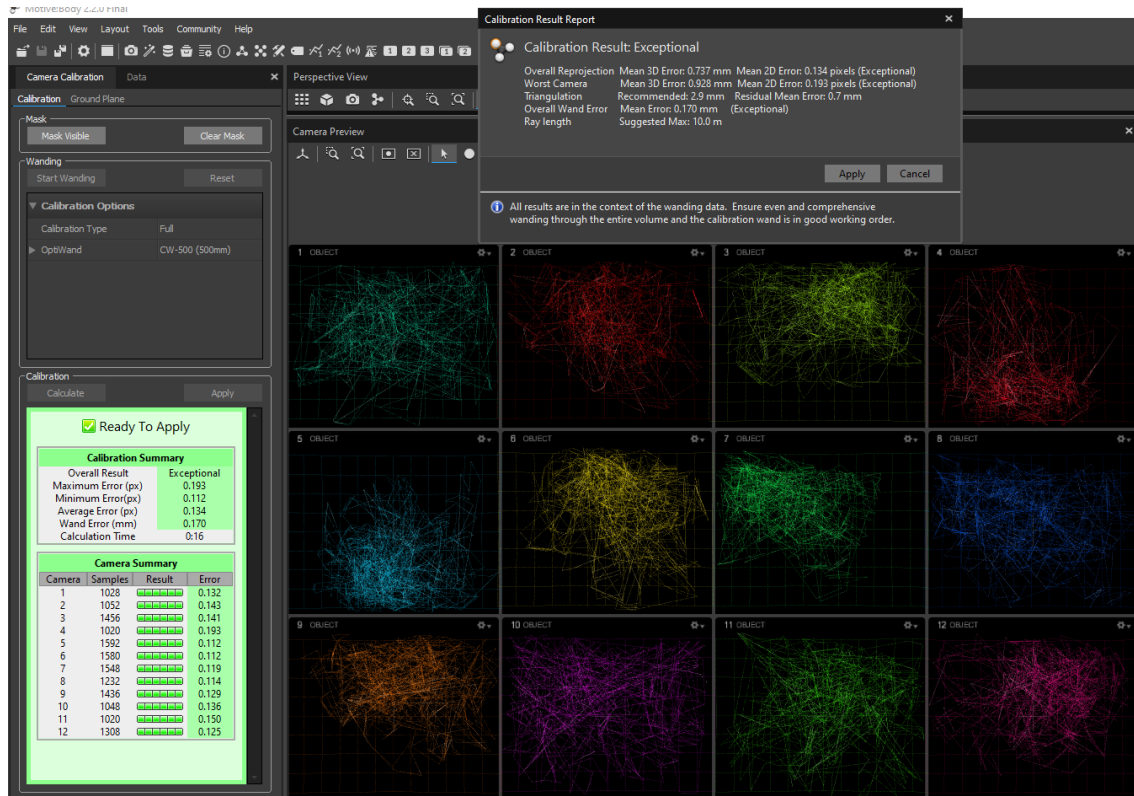 Motive:Body 2.2.0 Final
File Edit View Layout Tools Community Help
1 2 3 1 2
Camera Calibration Data
Calibration Ground Plane
Mask
Mask Visible Clear Mask
Wanding
Start Wanding Reset
Calibration Options
Calibration Type Full
OptiWand CW-500 (500mm)
Calibration
Calculate Apply
Ready To Apply
Calibration Summary
Overall Result Exceptional
Maximum Error (px) 0.193
Minimum Error(px) 0.112
Average Error (px) 0.134
Wand Error (mm) 0.170
Calculation Time 0:16
Camera Summary
Camera Samples Result Error
1 1028 0.132
2 1052 0.143
3 1456 0.141
4 1020 0.193
5 1592 0.112
6 1580 0.112
7 1548 0.119
8 1232 0.114
9 1436 0.129
10 1048 0.136
11 1020 0.150
12 1308 0.125
Perspective View
Camera Preview
Calibration Result Report
Calibration Result: Exceptional
Overall Reprojection Mean 3D Error: 0.737 mm Mean 2D Error: 0.134 pixels (Exceptional)
Worst Camera Mean 3D Error: 0.928 mm Mean 2D Error: 0.193 pixels (Exceptional)
Triangulation Recommended: 2.9 mm Residual Mean Error: 0.7 mm
Overall Wand Error Mean Error: 0.170 mm (Exceptional)
Ray length Suggested Max: 10.0 m
Apply Cancel
All results are in the context of the wanding data. Ensure even and comprehensive
wanding through the entire volume and the calibration wand is in good working order.
1 OBJECT 2 OBJECT 3 OBJECT 4 OBJECT
5 OBJECT 6 OBJECT 7 OBJECT 8 OBJECT
9 OBJECT 10 OBJECT 11 OBJECT 12 OBJECT